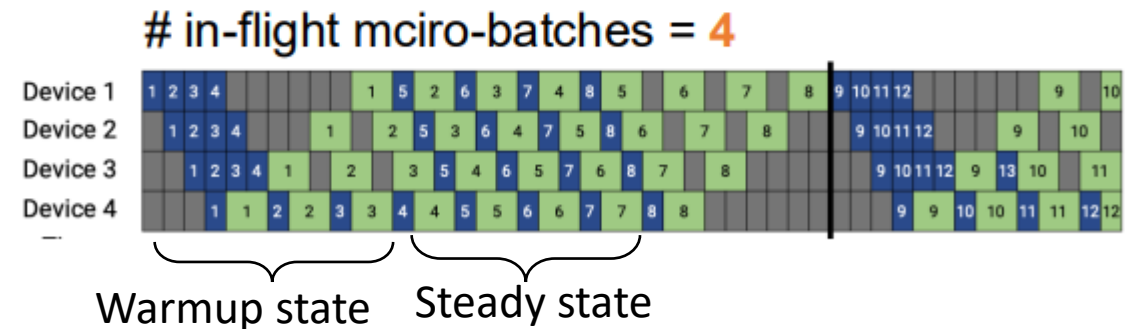 # in-flight mciro-batches = 4
Device 1 1 2 3 4 1 5 2 6 3 7 4 8 5 6 7 8 9 10 11 12 9 10
Device 2 1 2 3 4 1 2 5 3 6 4 7 5 8 6 7 8 9 10 11 12 9 10
Device 3 1 2 3 4 1 2 3 5 4 6 5 7 6 8 7 8 9 10 11 12 9 13 10 11
Device 4 1 1 2 2 3 3 4 4 5 5 6 6 7 7 8 8 9 9 10 10 11 11 12 12
Warmup state Steady state